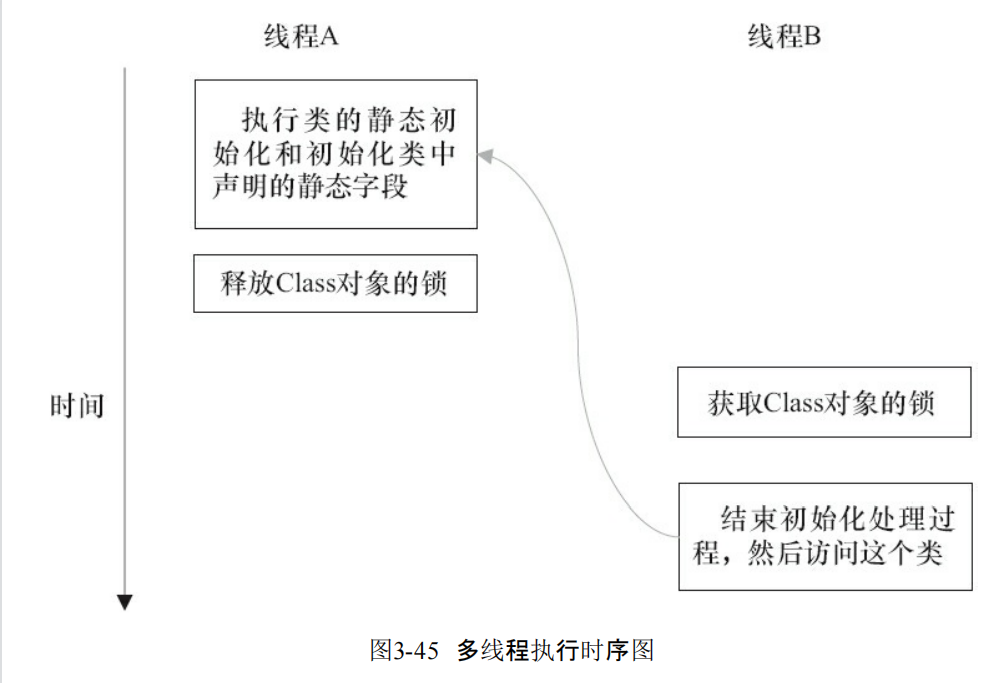 线程A
线程B
执行类的静态初
始化和初始化类中
声明的静态字段
释放Class对象的锁
时间
获取Class对象的锁
结束初始化处理过
程，然后访问这个类
图3-45 多线程执行时序图